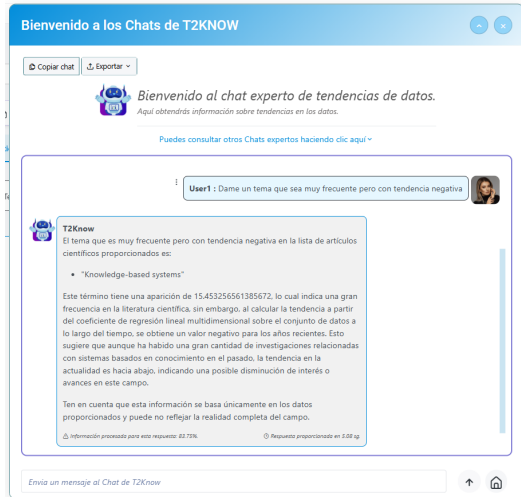 Bienvenido a los Chats de T2KNOW
Copiar chat
Exportar
Bienvenido al chat experto de tendencias de datos.
Aquí obtendrás información sobre tendencias en los datos.
Puedes consultar otros Chats expertos haciendo clic aquí
User1 : Dame un tema que sea muy frecuente pero con tendencia negativa
T2Know
El tema que es muy frecuente pero con tendencia negativa en la lista de artículos
científicos proporcionados es:
• "Knowledge-based systems"
Este término tiene una aparición de 15.453256561385672, lo cual indica una gran
frecuencia en la literatura científica, sin embargo, al calcular la tendencia a partir
del coeficiente de regresión lineal multidimensional sobre el conjunto de datos a
lo largo del tiempo, se obtiene un valor negativo para los años recientes. Esto
sugiere que aunque ha habido una gran cantidad de investigaciones relacionadas
con sistemas basados en conocimiento en el pasado, la tendencia en la
actualidad es hacia abajo, indicando una posible disminución de interés o
avances en este campo.
Ten en cuenta que esta información se basa únicamente en los datos
proporcionados y puede no reflejar la realidad completa del campo.
Información procesada para esta respuesta: 83.75%.
Respuesta proporcionada en 5.08 sg.
Envia un mensaje al Chat de T2Know